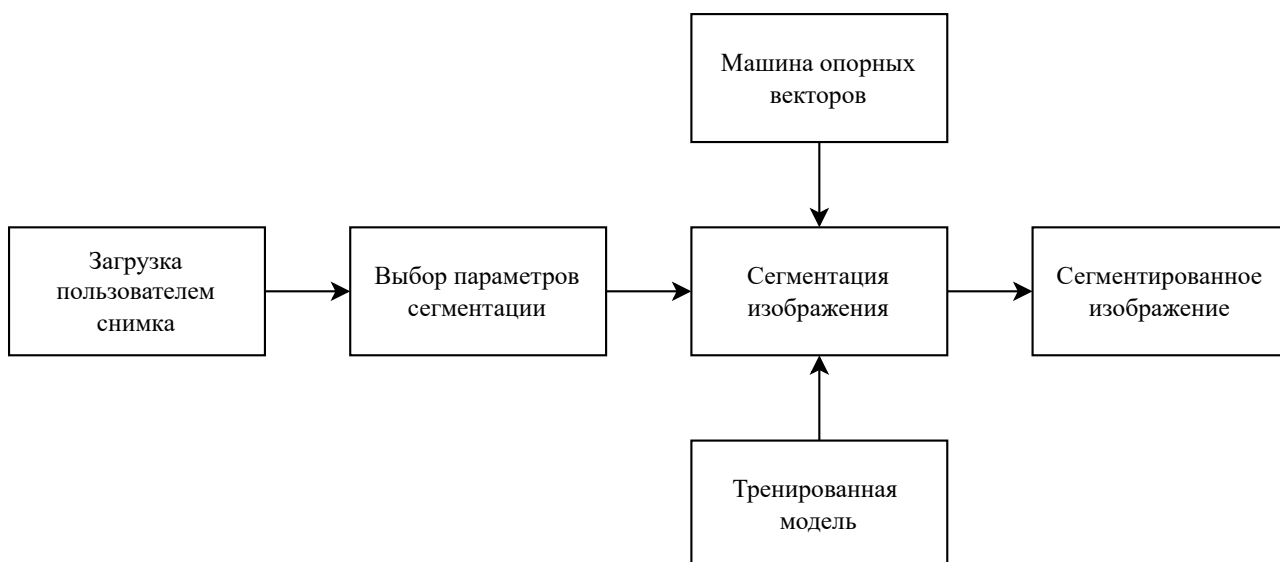 Машина опорных
векторов
Загрузка
пользователем
снимка
Выбор параметров
сегментации
Сегментация
изображения
Сегментированное
изображение
Тренированная
модель